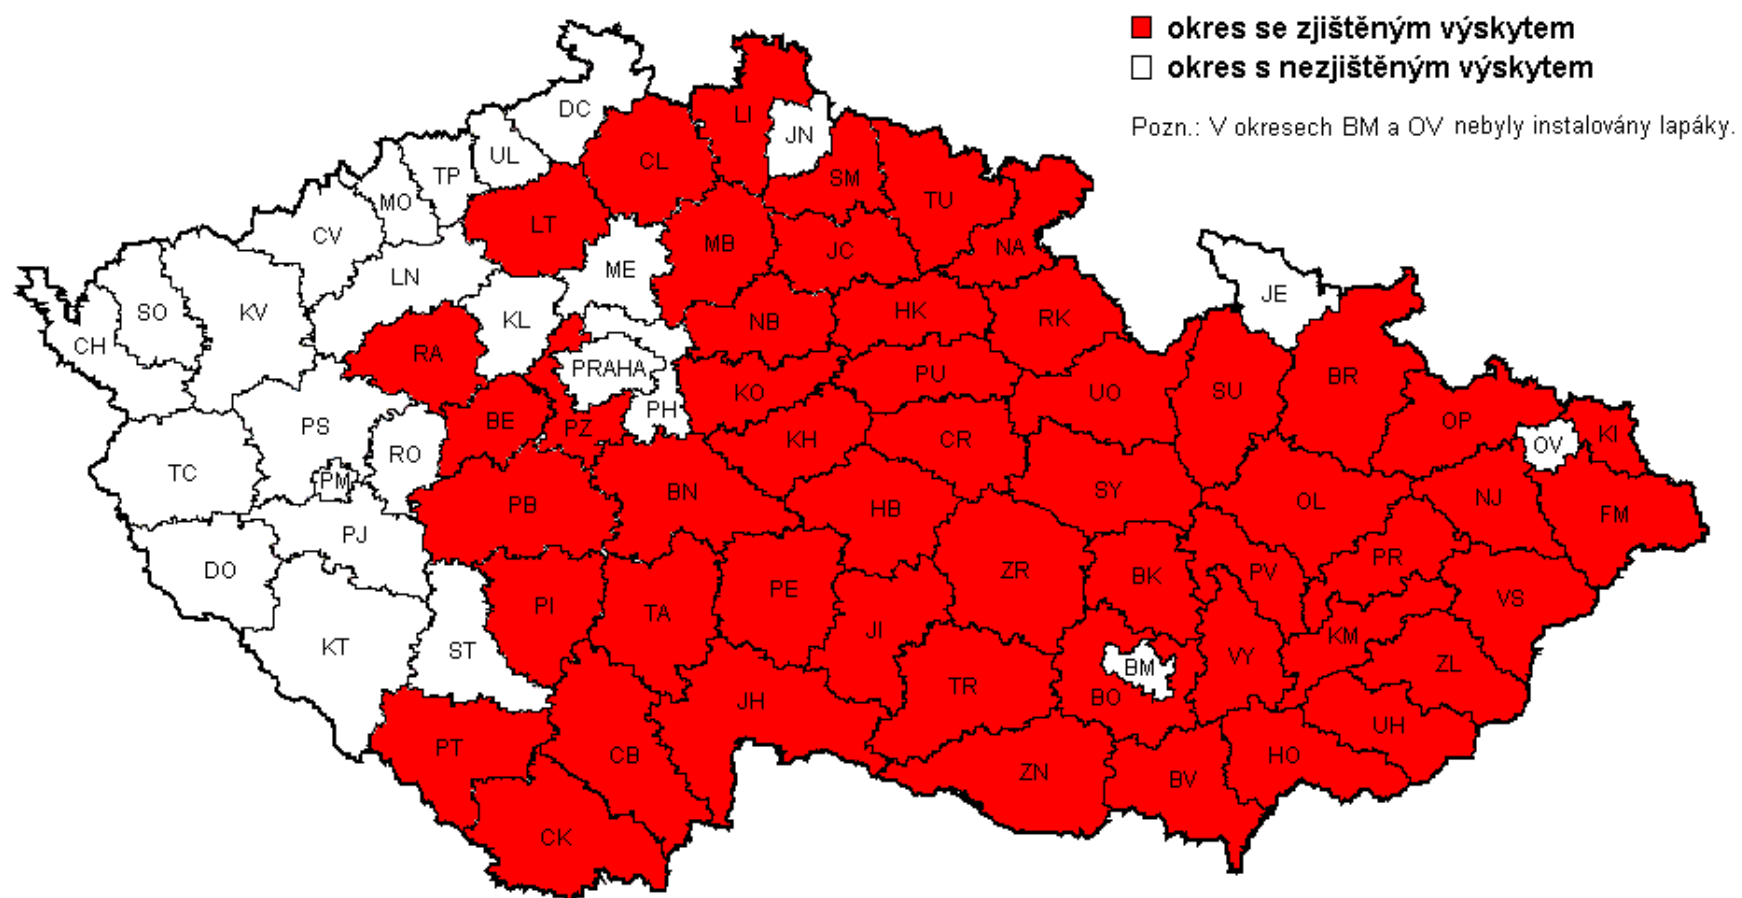 okres se zjištěným výskytem
okres s nezjištěným výskytem
Pozn.: V okresech BM a OV nebyly instalovány lapáky.
DC
LI
JN
UL
CL
TP
SM
MO
TU
LT
CV
MB
JC
NA
ME
LN
JE
SO
KV
KL
NB
HK
RK
CH
RA
PRAHA
PU
BR
KO
UO
SU
PH
PS
BE
PZ
KH
CR
OP
KI
OV
RO
TC
PM
BN
SY
PB
HB
OL
NJ
FM
PJ
PR
DO
ZR
BK
PV
PE
VS
PI
TA
JI
KM
KT
ST
VY
BM
ZL
TR
BO
JH
UH
PT
CB
HO
ZN
BV
CK